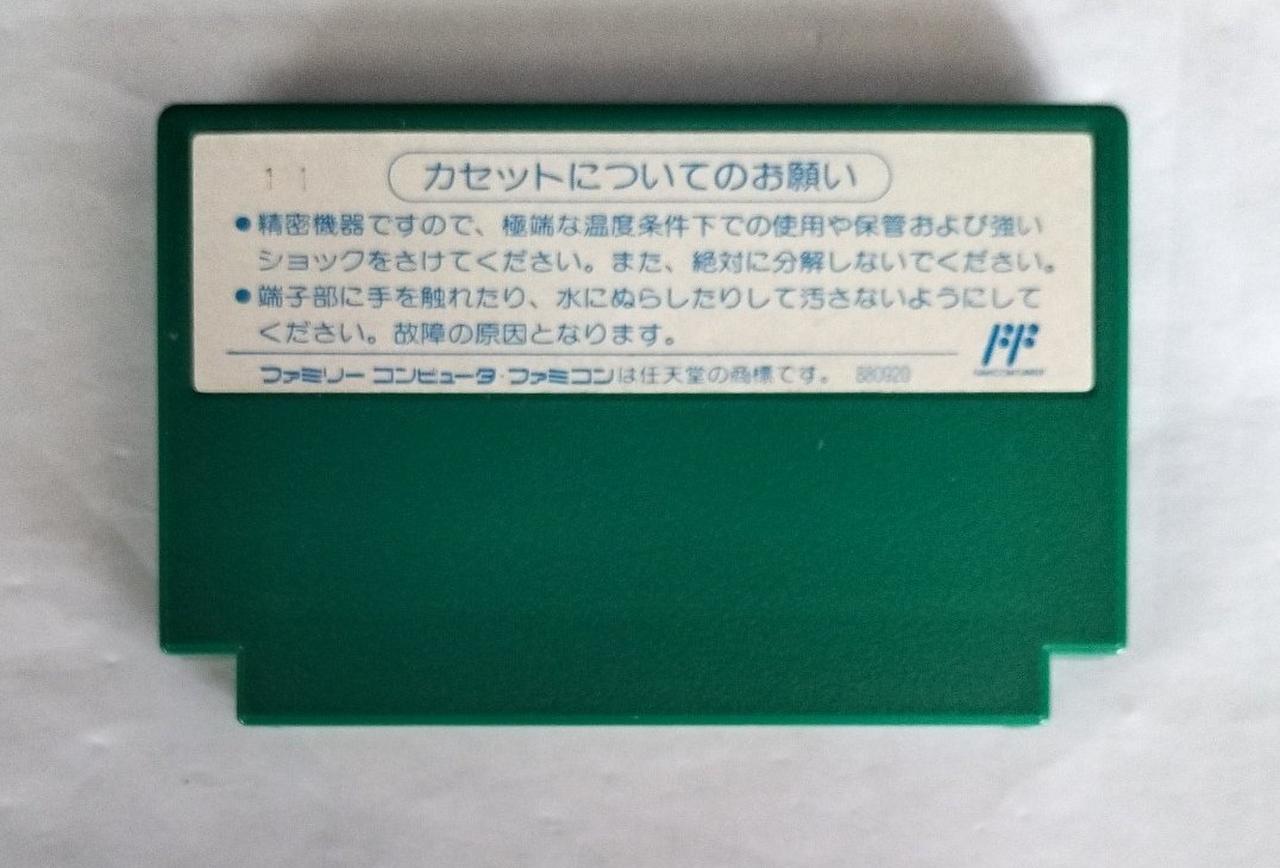 11
カセットについてのお願い
●精密機器ですので、極端な温度条件下での使用や保管および強い
ショックをさけてください。また、絶対に分解しないでください。
●端子部に手を触れたり、水にぬらしたりして汚さないようにして
ください。故障の原因となります。
ファミリー コンピュータ・ファミコンは任天堂の商標です。 880920
FF